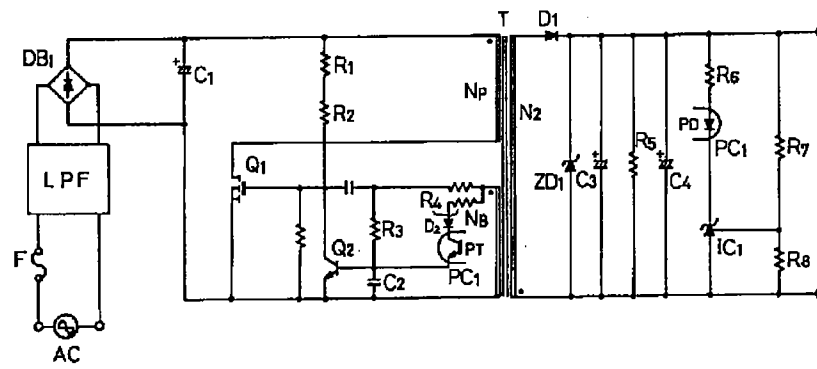 T
D1
DB1
C1
R1
R2
NP
N2
R6
PD
PC1
R7
R5
LPF
Q1
ZD1
C3
C4
R4
NB
D2
R3
PT
IC1
Q2
C2
PC1
R8
F
AC